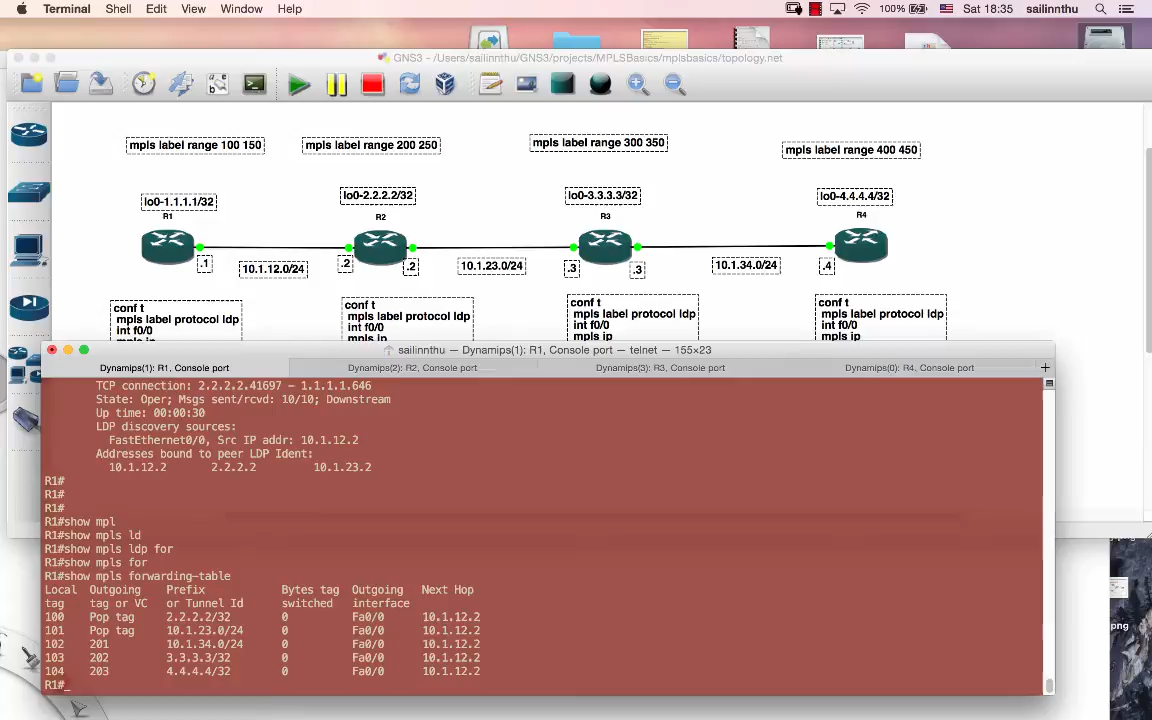 Terminal Shell Edit View Window Help 100% Sat 18:35 sailinnthu
GNS3 - /Users/sailinnthu/GNS3/projects/MPLSBasics/mplsbasics/topology.net
mpls label range 100 150
mpls label range 200 250
mpls label range 300 350
mpls label range 400 450
lo0-1.1.1.1/32
lo0-2.2.2.2/32
lo0-3.3.3.3/32
lo0-4.4.4.4/32
R1
R2
R3
R4
.1
10.1.12.0/24
.2
.2
10.1.23.0/24
.3
.3
10.1.34.0/24
.4
conf t
mpls label protocol ldp
int f0/0
mpls ip
conf t
mpls label protocol ldp
int f0/0
mpls ip
conf t
mpls label protocol ldp
int f0/0
mpls ip
conf t
mpls label protocol ldp
int f0/0
mpls ip
sailinnthu — Dynamips(1): R1, Console port — telnet — 155×23
Dynamips(1): R1, Console port
Dynamips(2): R2, Console port
Dynamips(3): R3, Console port
Dynamips(0): R4, Console port
TCP connection: 2.2.2.2.41697 - 1.1.1.1.646
State: Oper; Msgs sent/rcvd: 10/10; Downstream
Up time: 00:00:30
LDP discovery sources:
FastEthernet0/0, Src IP addr: 10.1.12.2
Addresses bound to peer LDP Ident:
10.1.12.2 2.2.2.2 10.1.23.2
R1#
R1#
R1#
R1#show mpl
R1#show mpls ld
R1#show mpls ldp for
R1#show mpls for
R1#show mpls forwarding-table
Local Outgoing Prefix Bytes tag Outgoing Next Hop
tag tag or VC or Tunnel Id switched interface
100 Pop tag 2.2.2.2/32 0 Fa0/0 10.1.12.2
101 Pop tag 10.1.23.0/24 0 Fa0/0 10.1.12.2
102 201 10.1.34.0/24 0 Fa0/0 10.1.12.2
103 202 3.3.3.3/32 0 Fa0/0 10.1.12.2
104 203 4.4.4.4/32 0 Fa0/0 10.1.12.2
R1#_
png